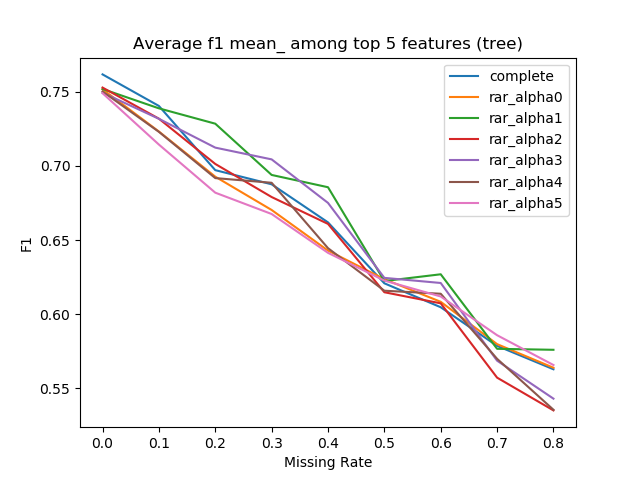 Average f1 mean_ among top 5 features (tree)
complete
rar_alpha0
rar_alpha1
rar_alpha2
rar_alpha3
rar_alpha4
rar_alpha5
F1
0.75
0.70
0.65
0.60
0.55
0.0 0.1 0.2 0.3 0.4 0.5 0.6 0.7 0.8
Missing Rate